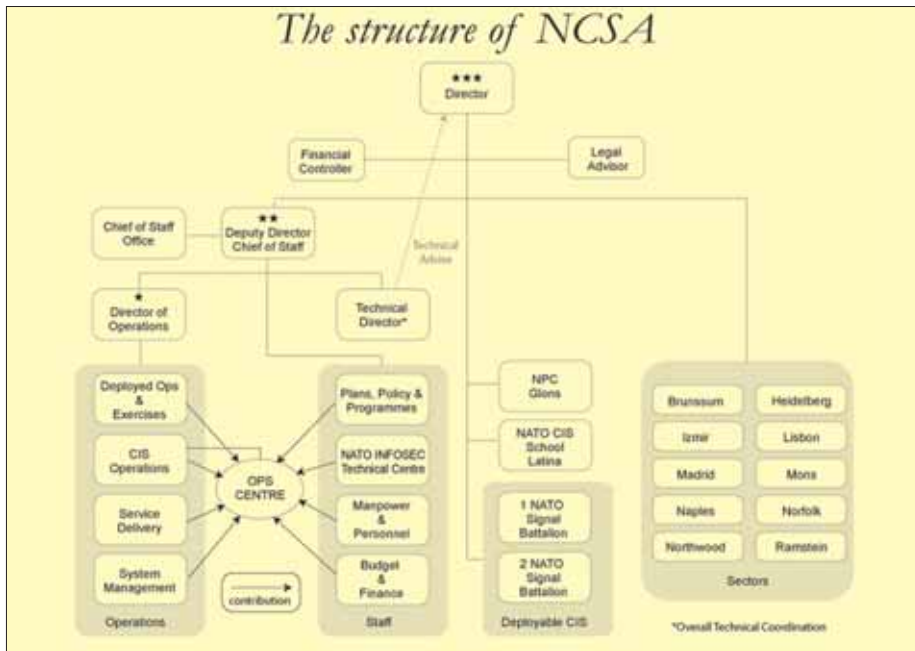 The structure of NCSA
★★★
Director
Financial
Controller
Legal
Advisor
Chief of Staff
Office
★★
Deputy Director
Chief of Staff
Technical
Advise
★
Director of
Operations
Technical
Director*
Deployed Ops
&
Exercises
CIS
Operations
Service
Delivery
System
Management
Operations
OPS
CENTRE
contribution
Plans, Policy &
Programmes
NATO INFOSEC
Technical Centre
Manpower
&
Personnel
Budget
&
Finance
Staff
NPC
Glons
NATO CIS
School
Latina
1 NATO
Signal
Battalion
2 NATO
Signal
Battalion
Deployable CIS
Brunssum
Heidelberg
Izmir
Lisbon
Madrid
Mons
Naples
Norfolk
Northwood
Ramstein
Sectors
*Overall Technical Coordination